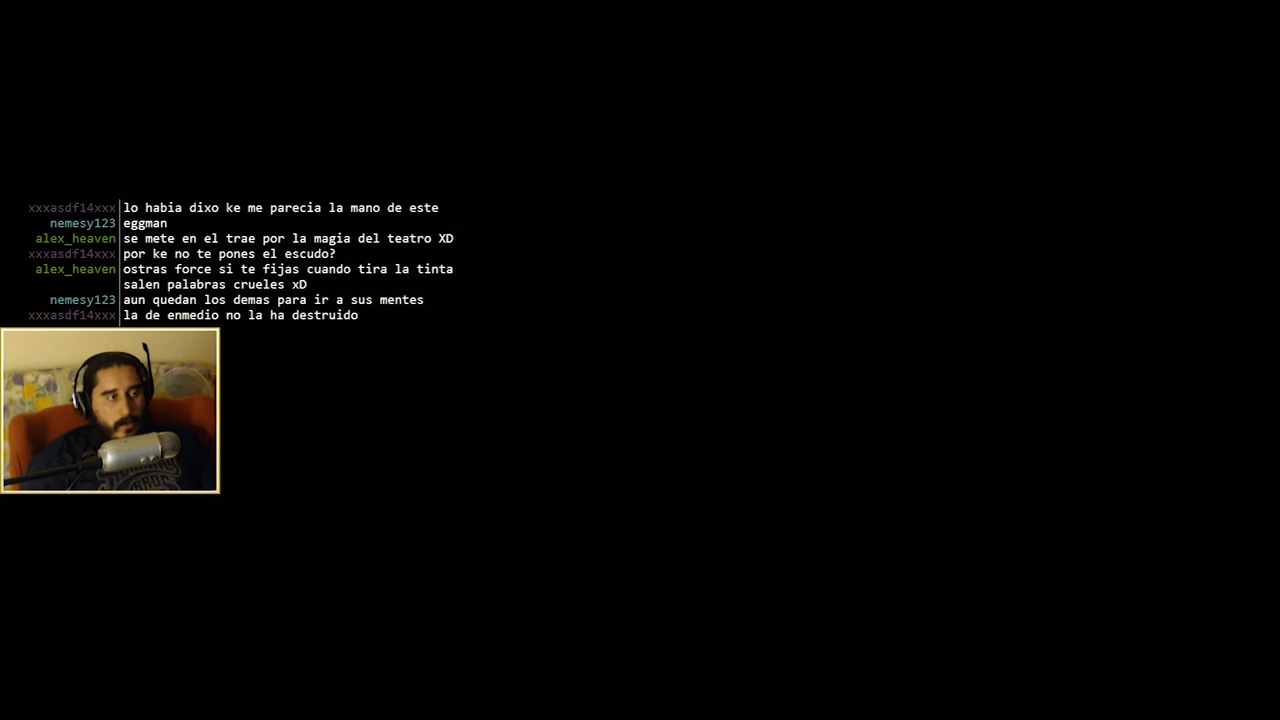 xxxasdf14xxx lo habia dixo ke me parecia la mano de este
nemesy123 eggman
alex_heaven se mete en el trae por la magia del teatro XD
xxxasdf14xxx por ke no te pones el escudo?
alex_heaven ostras force si te fijas cuando tira la tinta
salen palabras crueles xD
nemesy123 aun quedan los demas para ir a sus mentes
xxxasdf14xxx la de enmedio no la ha destruido